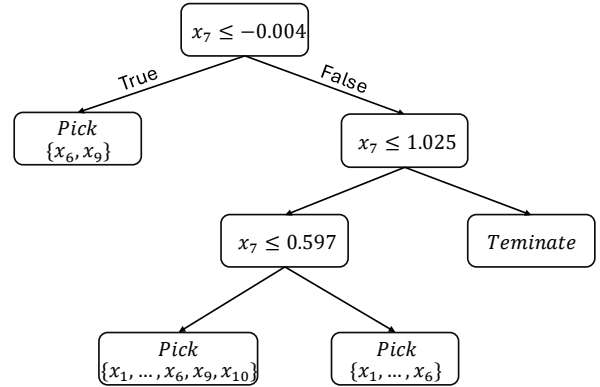 x₇ ≤ −0.004
True
False
Pick
{x₆, x₉}
x₇ ≤ 1.025
x₇ ≤ 0.597
Teminate
Pick
{x₁, …, x₆, x₉, x₁₀}
Pick
{x₁, …, x₆}